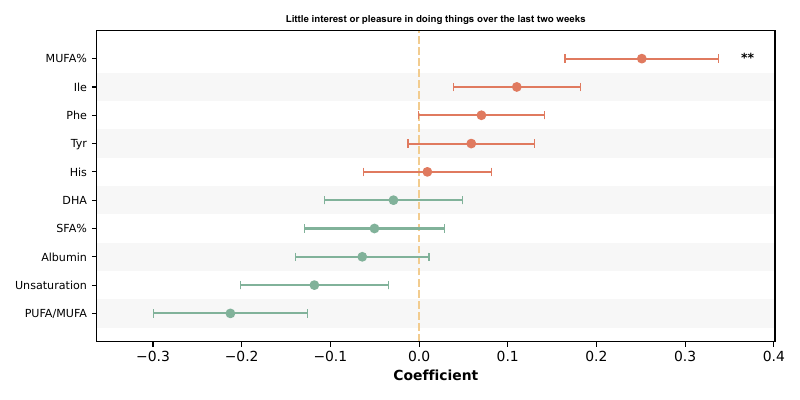 Little interest or pleasure in doing things over the last two weeks
MUFA%
**
Ile
Phe
Tyr
His
DHA
SFA%
Albumin
Unsaturation
PUFA/MUFA
−0.3 −0.2 −0.1 0.0 0.1 0.2 0.3 0.4
Coefficient